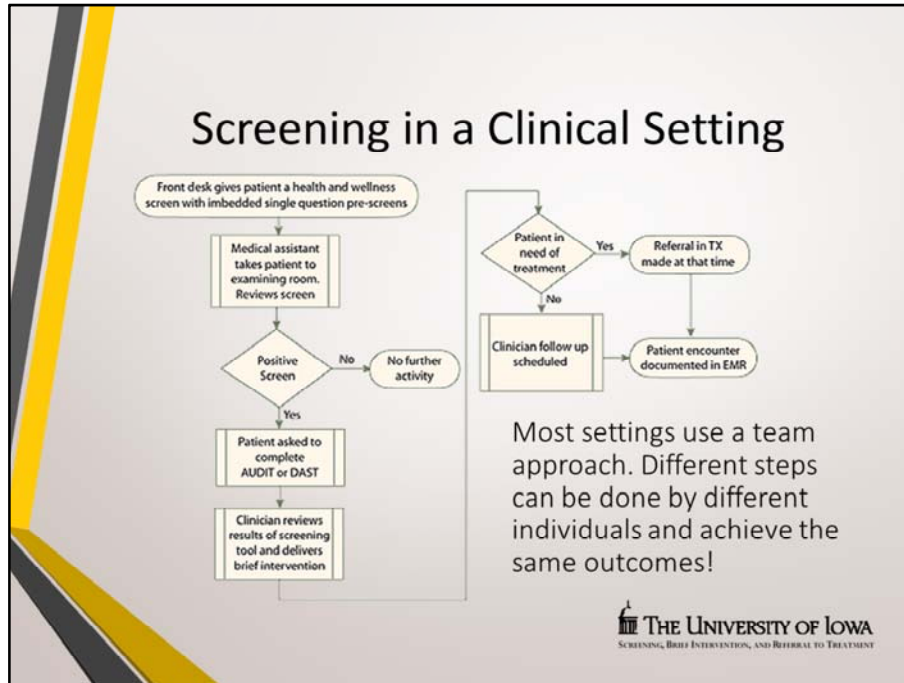 Screening in a Clinical Setting
Front desk gives patient a health and wellness
screen with imbedded single question pre-screens
Medical assistant
takes patient to
examining room.
Reviews screen
Positive
Screen
No
No further
activity
Yes
Patient asked to
complete
AUDIT or DAST
Clinician reviews
results of screening
tool and delivers
brief intervention
Patient in
need of
treatment
Yes
Referral in TX
made at that time
No
Clinician follow up
scheduled
Patient encounter
documented in EMR
Most settings use a team
approach. Different steps
can be done by different
individuals and achieve the
same outcomes!
THE UNIVERSITY OF IOWA
SCREENING, BRIEF INTERVENTION, AND REFERRAL TO TREATMENT